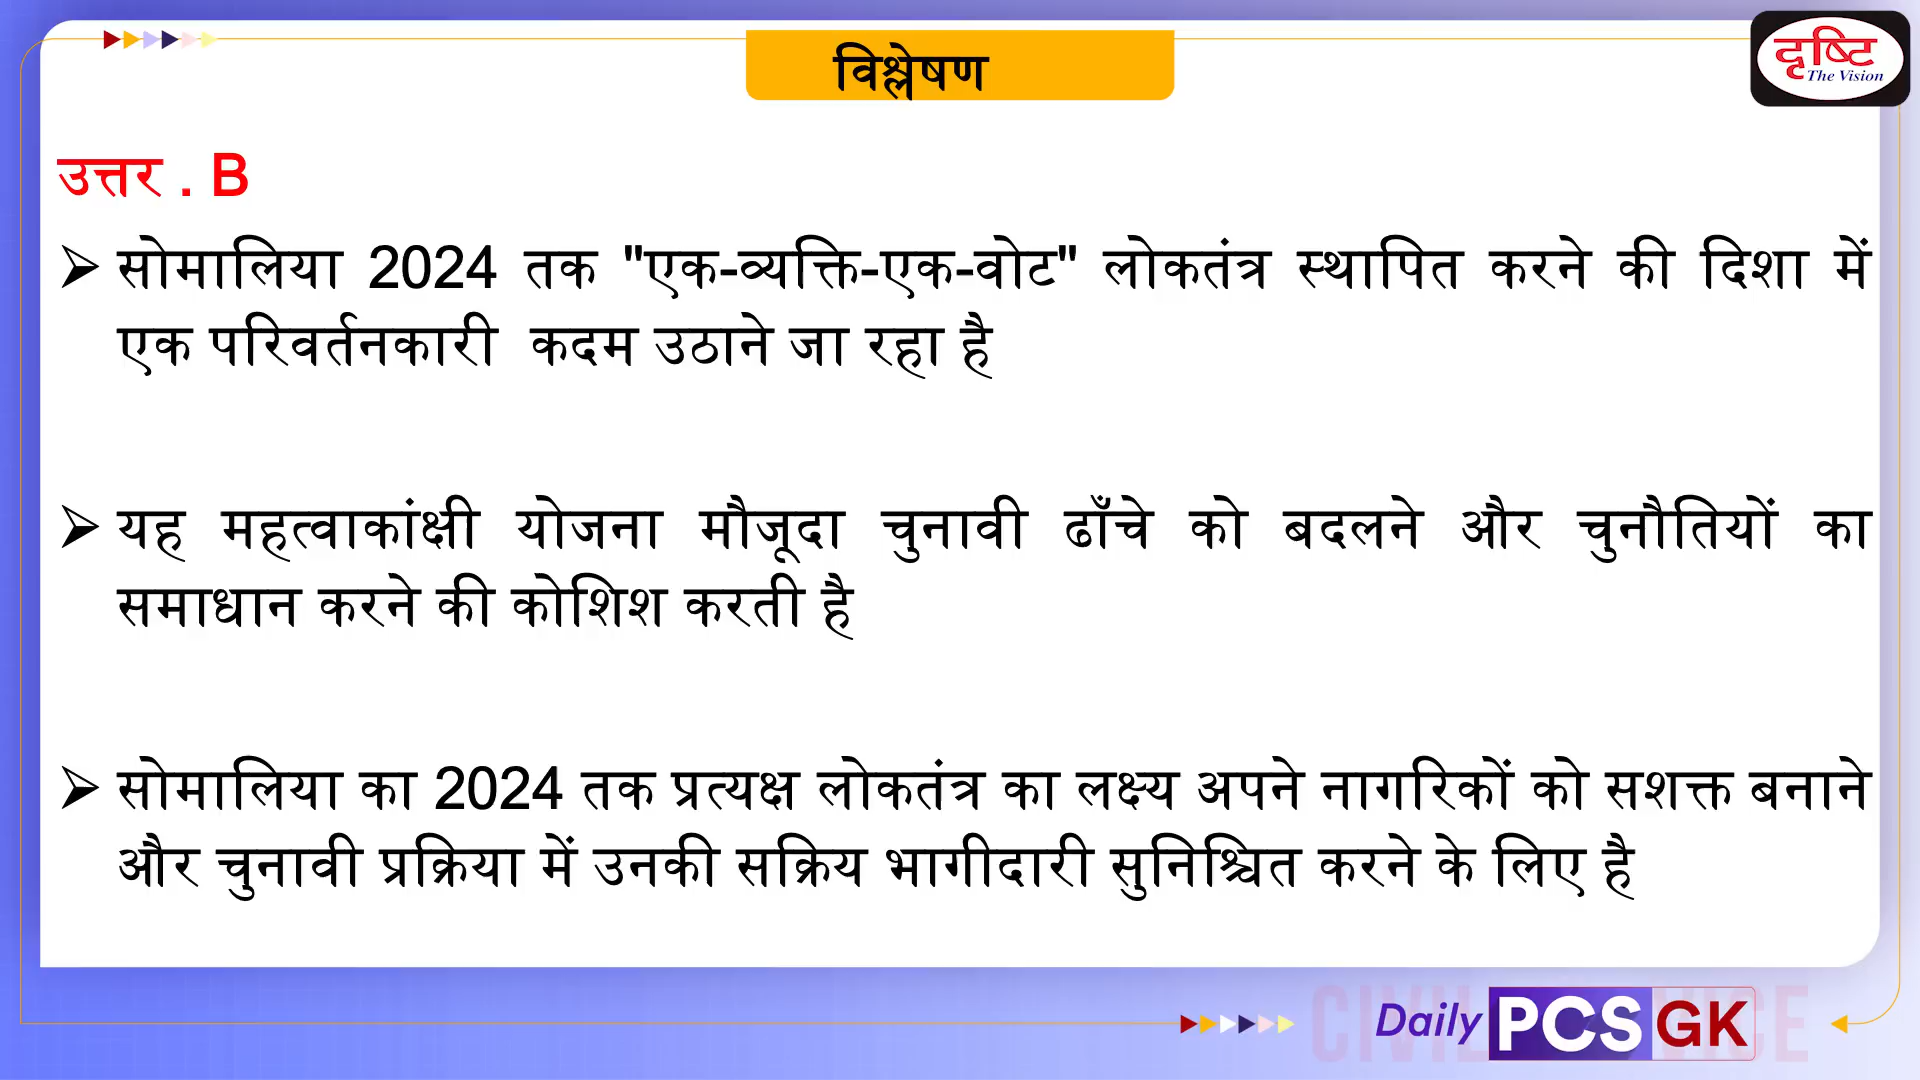 विश्लेषण
दृष्टि
The Vision
उत्तर . B
➢ सोमालिया 2024 तक "एक-व्यक्ति-एक-वोट" लोकतंत्र स्थापित करने की दिशा में
एक परिवर्तनकारी कदम उठाने जा रहा है
➢ यह महत्वाकांक्षी योजना मौजूदा चुनावी ढाँचे को बदलने और चुनौतियों का
समाधान करने की कोशिश करती है
➢ सोमालिया का 2024 तक प्रत्यक्ष लोकतंत्र का लक्ष्य अपने नागरिकों को सशक्त बनाने
और चुनावी प्रक्रिया में उनकी सक्रिय भागीदारी सुनिश्चित करने के लिए है
Daily PCS GK